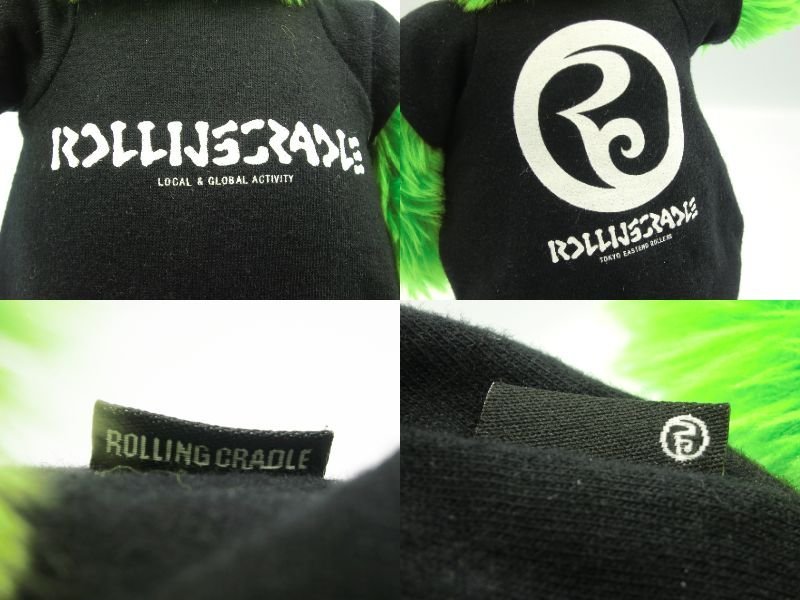 ROLLINGCRADLE
LOCAL & GLOBAL ACTIVITY
ROLLINGCRADLE
TOKYO EASTEND ROLLERS
ROLLING CRADLE